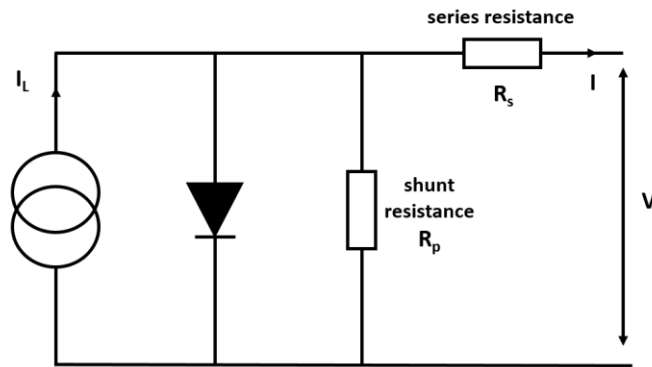 series resistance
I_L
R_s
I
shunt
resistance
R_p
V